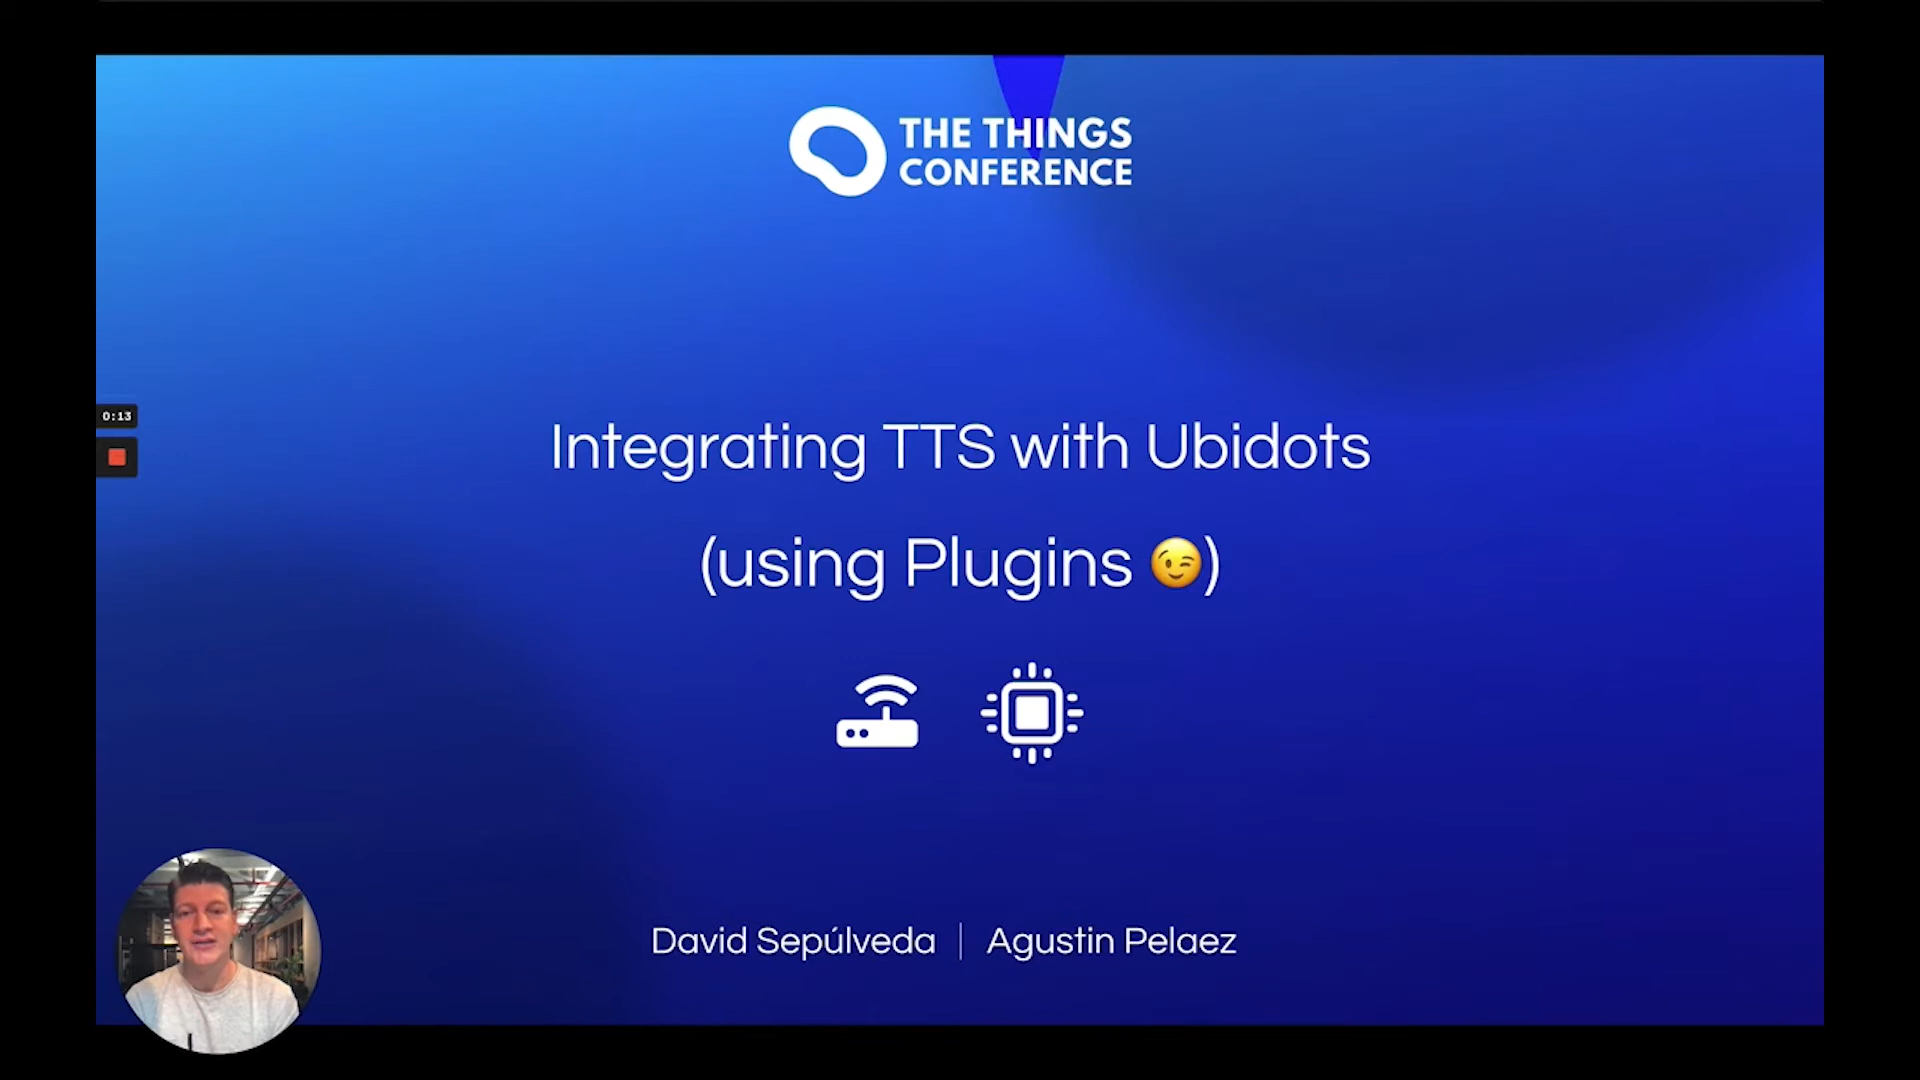 THE THINGS
CONFERENCE
0:13
Integrating TTS with Ubidots
(using Plugins 😉)
David Sepúlveda | Agustin Pelaez